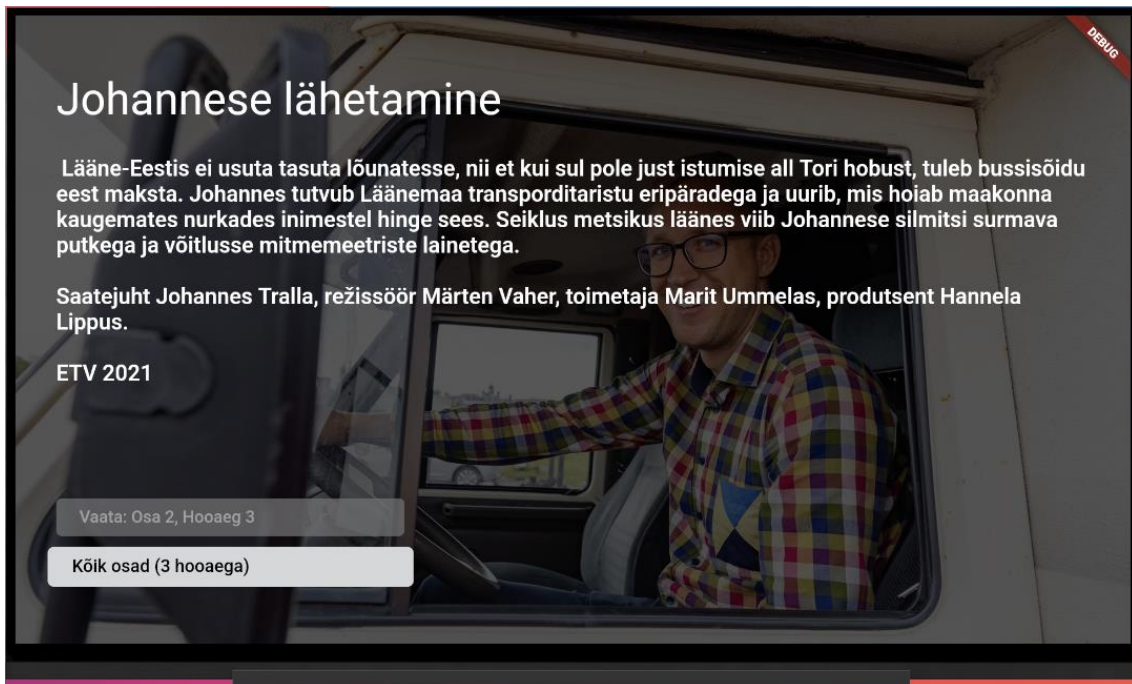 DEBUG
Johannese lähetamine
Lääne-Eestis ei usuta tasuta lõunatesse, nii et kui sul pole just istumise all Tori hobust, tuleb bussisõidu
eest maksta. Johannes tutvub Läänemaa transporditaristu eripäradega ja uurib, mis hoiab maakonna
kaugemates nurkades inimestel hinge sees. Seiklus metsikus läänes viib Johannese silmitsi surmava
putkega ja võitlusse mitmemeetriste lainetega.
Saatejuht Johannes Tralla, režissöör Märten Vaher, toimetaja Marit Ummelas, produtsent Hannela
Lippus.
ETV 2021
Vaata: Osa 2, Hooaeg 3
Kõik osad (3 hooaega)